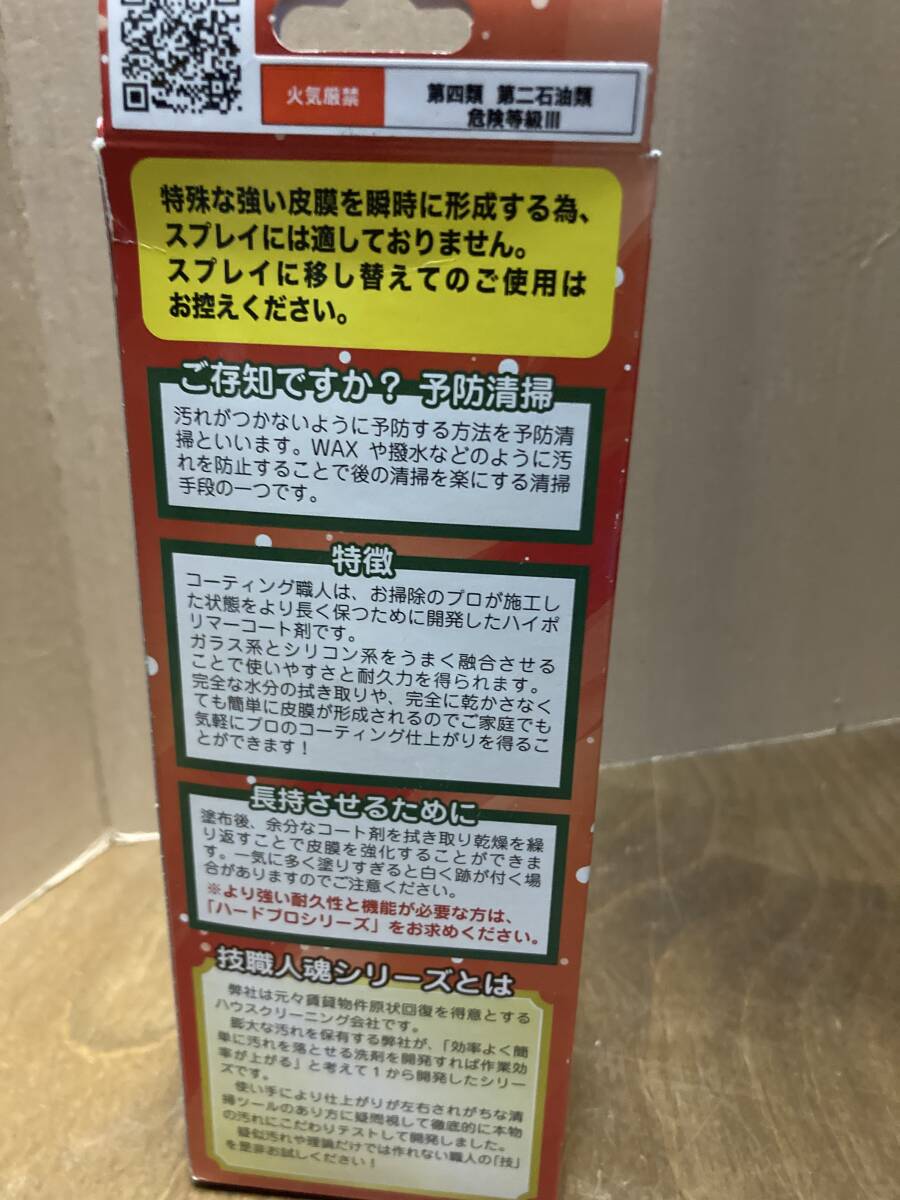 火気厳禁
第四類 第二石油類
危険等級Ⅲ
特殊な強い皮膜を瞬時に形成する為、
スプレイには適しておりません。
スプレイに移し替えてのご使用は
お控えください。
ご存知ですか？ 予防清掃
汚れがつかないように予防する方法を予防清
掃といいます。WAX や撥水などのように汚
れを防止することで後の清掃を楽にする清掃
手段の一つです。
特徴
コーティング職人は、お掃除のプロが施工し
た状態をより長く保つために開発したハイポ
リマーコート剤です。
ガラス系とシリコン系をうまく融合させる
ことで使いやすさと耐久力を得られます。
完全な水分の拭き取りや、完全に乾かさなく
ても簡単に皮膜が形成されるのでご家庭でも
気軽にプロのコーティング仕上がりを得るこ
とができます！
長持させるために
塗布後、余分なコート剤を拭き取り乾燥を繰
り返すことで皮膜を強化することができま
す。一気に多く塗りすぎると白く跡が付く場
合がありますのでご注意ください。
※より強い耐久性と機能が必要な方は、
「ハードプロシリーズ」をお求めください。
技職人魂シリーズとは
弊社は元々賃貸物件原状回復を得意とする
ハウスクリーニング会社です。
膨大な汚れを保有する弊社が、「効率よく簡
単に汚れを落とせる洗剤を開発すれば作業効
率が上がる」と考えて1から開発したシリー
ズです。
使い手により仕上がりが左右されがちな清
掃ツールのあり方に疑問視して徹底的に本物
の汚れにこだわりテストして開発しました。
疑似汚れや理論だけでは作れない職人の「技」
を是非お試しください！